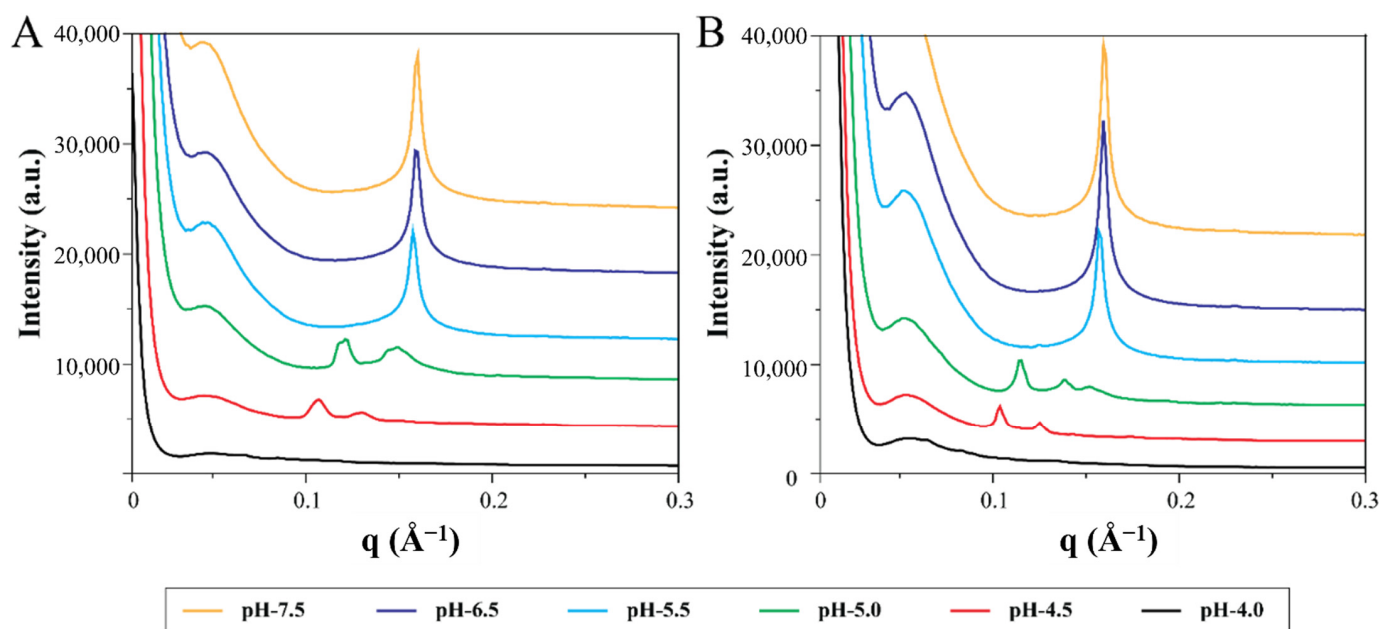 A
40,000
30,000
20,000
10,000
0
0.1
0.2
0.3
Intensity (a.u.)
q (Å⁻¹)
B
40,000
30,000
20,000
10,000
0
0
0.1
0.2
0.3
Intensity (a.u.)
q (Å⁻¹)
pH-7.5 pH-6.5 pH-5.5 pH-5.0 pH-4.5 pH-4.0